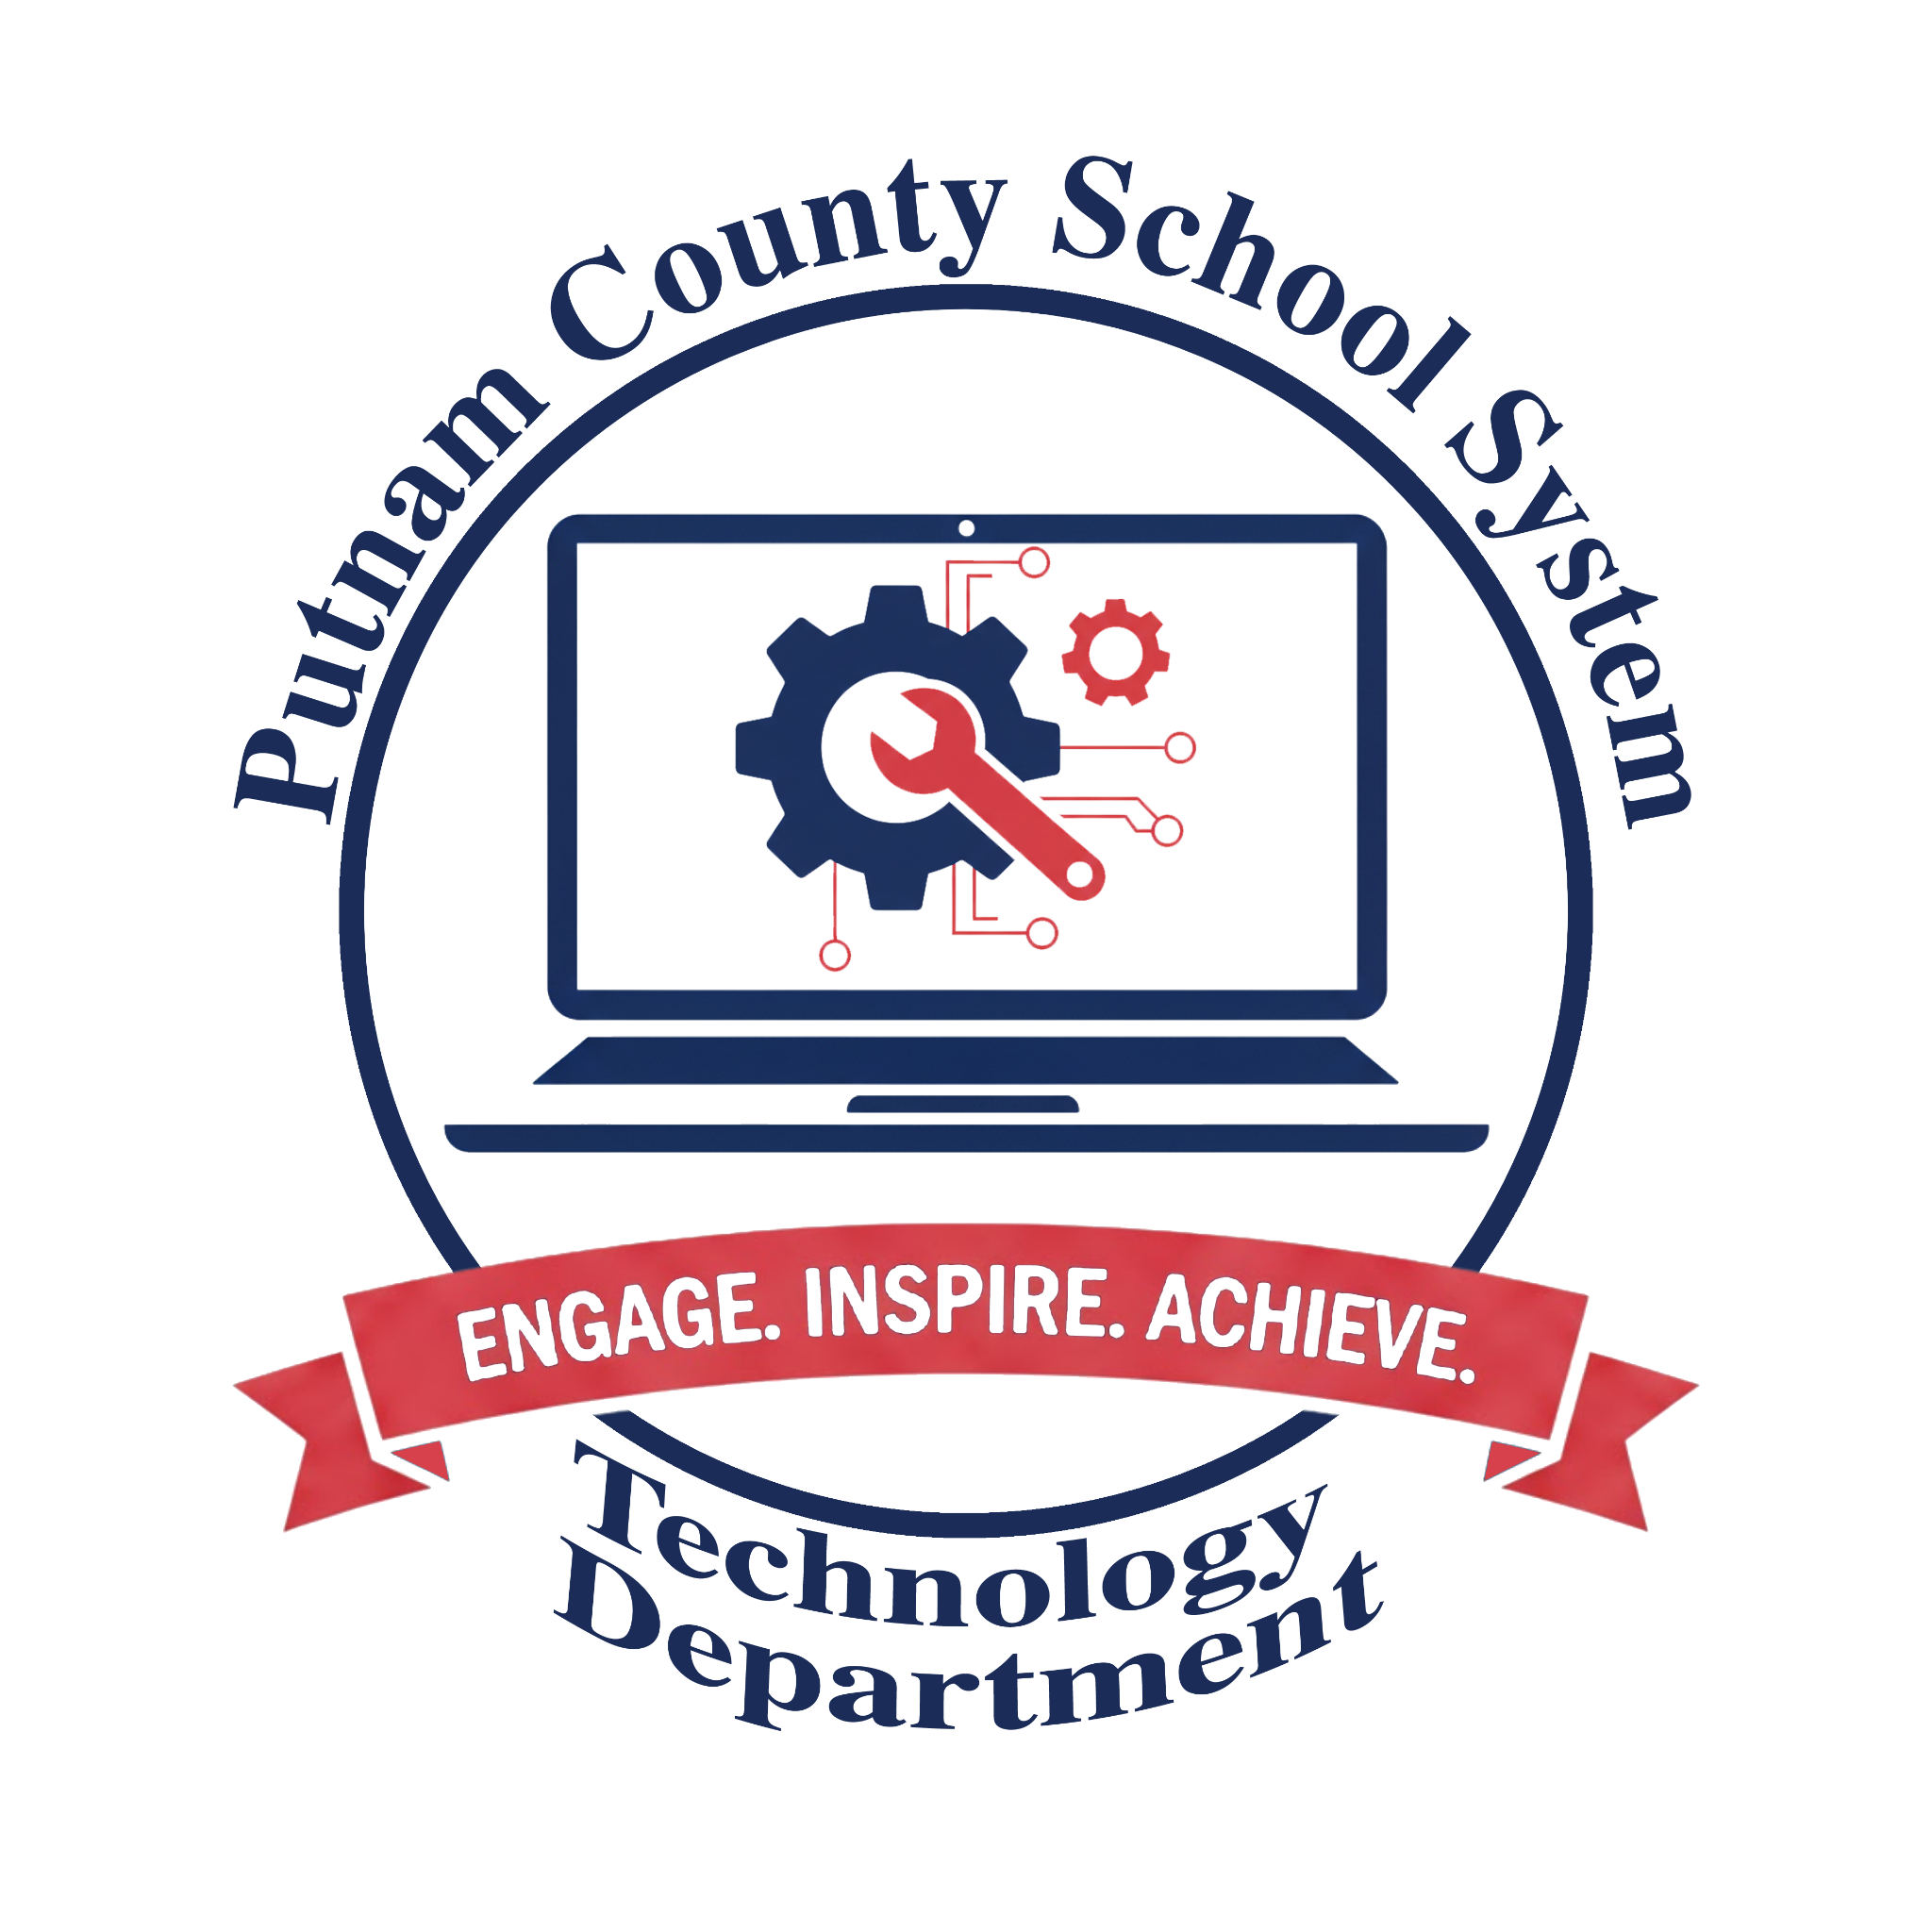 Putnam County School System
ENGAGE. INSPIRE. ACHIEVE.
Technology
Department